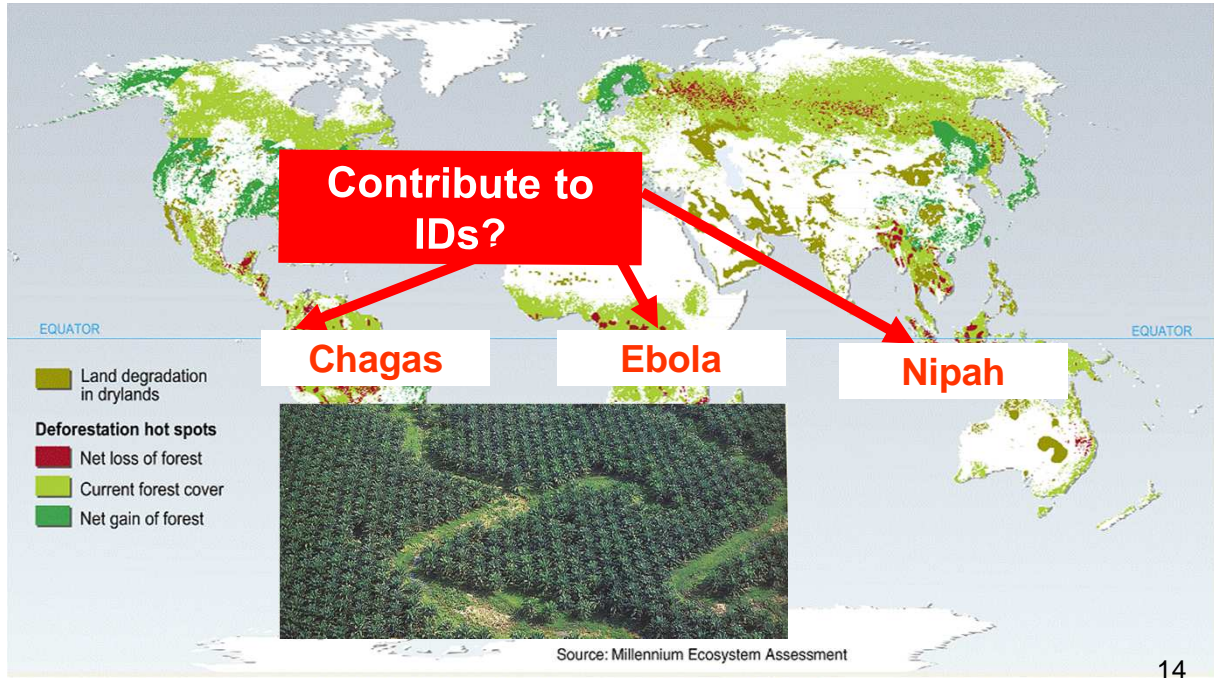 Contribute to
IDs?
EQUATOR
EQUATOR
Chagas
Ebola
Nipah
Land degradation
in drylands
Deforestation hot spots
Net loss of forest
Current forest cover
Net gain of forest
Source: Millennium Ecosystem Assessment
14